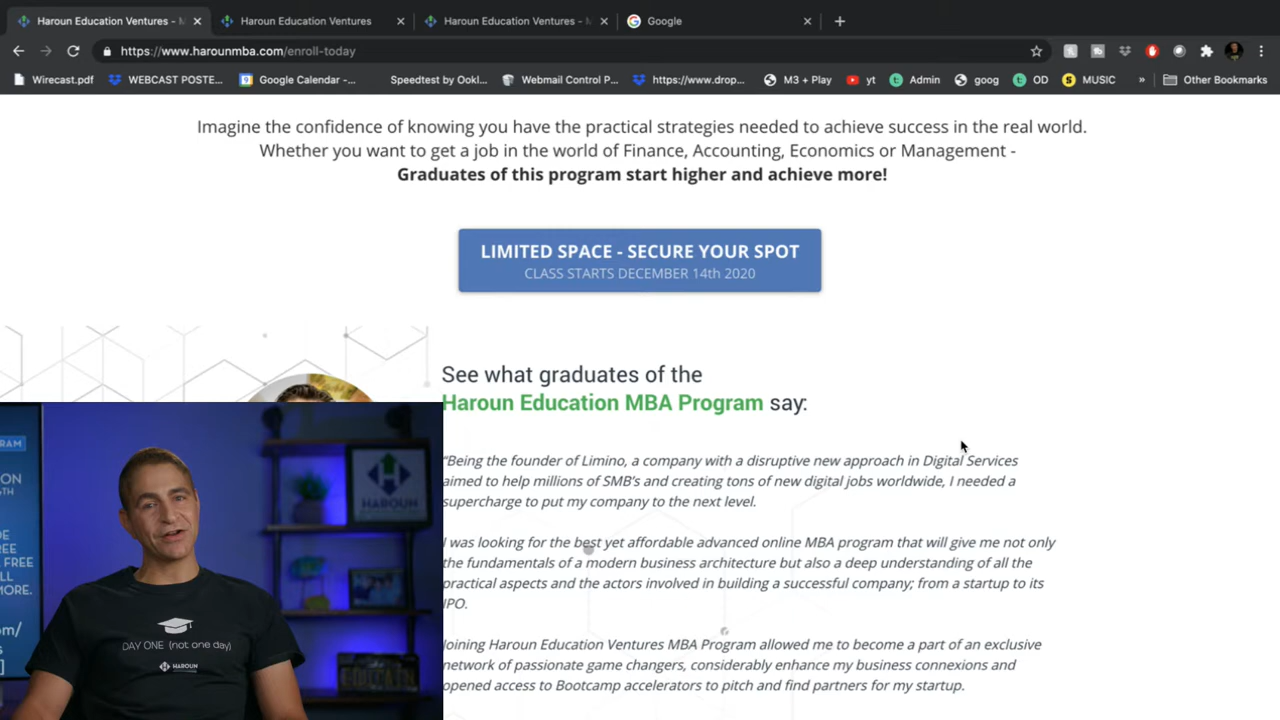 Haroun Education Ventures - M
Haroun Education Ventures
Haroun Education Ventures - M
Google
https://www.harounmba.com/enroll-today
Wirecast.pdf
WEBCAST POSTE...
Google Calendar -...
Speedtest by Ookl...
Webmail Control P...
https://www.drop...
M3 + Play
yt
Admin
goog
OD
MUSIC
»
Other Bookmarks
Imagine the confidence of knowing you have the practical strategies needed to achieve success in the real world.
Whether you want to get a job in the world of Finance, Accounting, Economics or Management -
Graduates of this program start higher and achieve more!
LIMITED SPACE - SECURE YOUR SPOT
CLASS STARTS DECEMBER 14th 2020
See what graduates of the
Haroun Education MBA Program say:
"Being the founder of Limino, a company with a disruptive new approach in Digital Services
aimed to help millions of SMB's and creating tons of new digital jobs worldwide, I needed a
supercharge to put my company to the next level.
I was looking for the best yet affordable advanced online MBA program that will give me not only
the fundamentals of a modern business architecture but also a deep understanding of all the
practical aspects and the actors involved in building a successful company; from a startup to its
IPO.
Joining Haroun Education Ventures MBA Program allowed me to become a part of an exclusive
network of passionate game changers, considerably enhance my business connexions and
opened access to Bootcamp accelerators to pitch and find partners for my startup.
HAROUN
DAY ONE (not one day)
HAROUN
FREE
MORE.